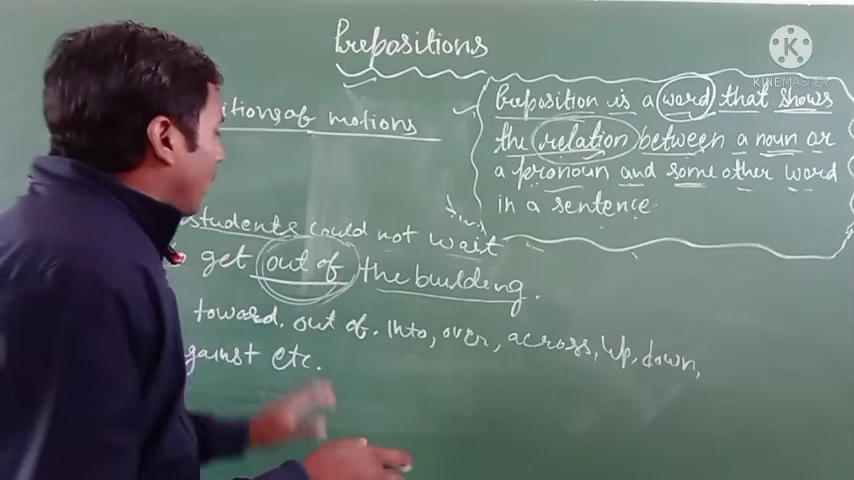 Prepositions
K
KINEMASTER
itions of motions
Preposition is a word that shows
the relation between a noun or
a pronoun and some other word
in a sentence.
students could not wait
get out of the building.
toward, out of, into, over, across, up, down,
gainst etc.